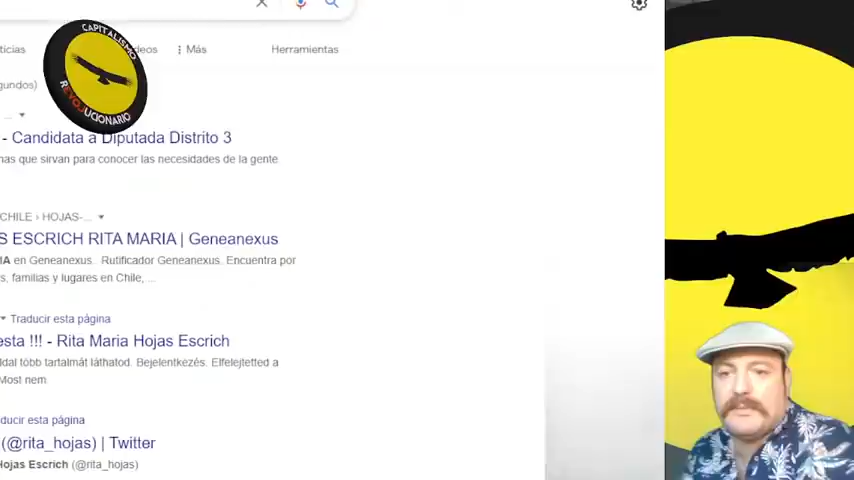 ticias
deos
Más
Herramientas
gundos)
CAPITALISMO
REVOLUCIONARIO
- Candidata a Diputada Distrito 3
nas que sirvan para conocer las necesidades de la gente
CHILE › HOJAS-...
S ESCRICH RITA MARIA | Geneanexus
IA en Geneanexus. Rutificador Geneanexus. Encuentra por
s, familias y lugares en Chile, ...
Traducir esta página
esta !!! - Rita Maria Hojas Escrich
ldal több tartalmát láthatod. Bejelentkezés. Elfelejtetted a
Most nem
ducir esta página
(@rita_hojas) | Twitter
Hojas Escrich (@rita_hojas)